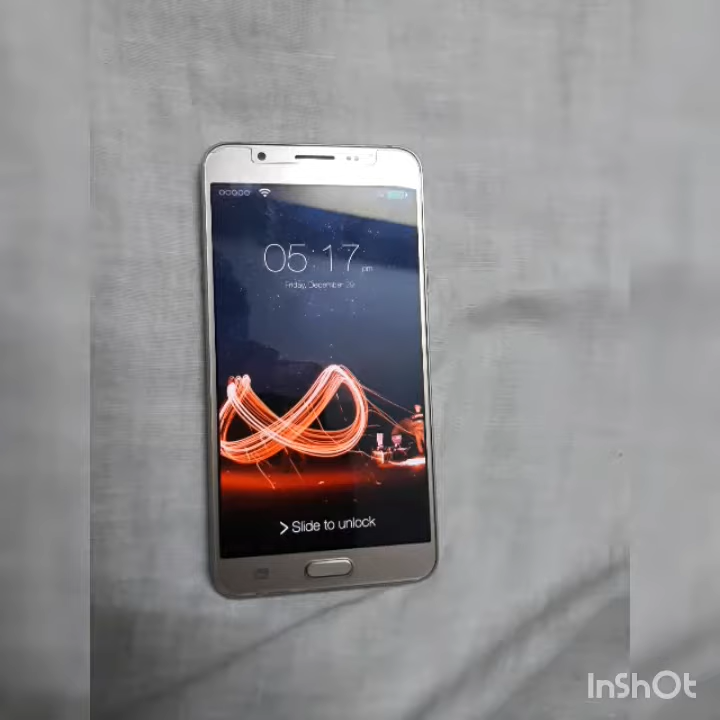 05:17 pm
Friday, December 29
> Slide to unlock
InShOt